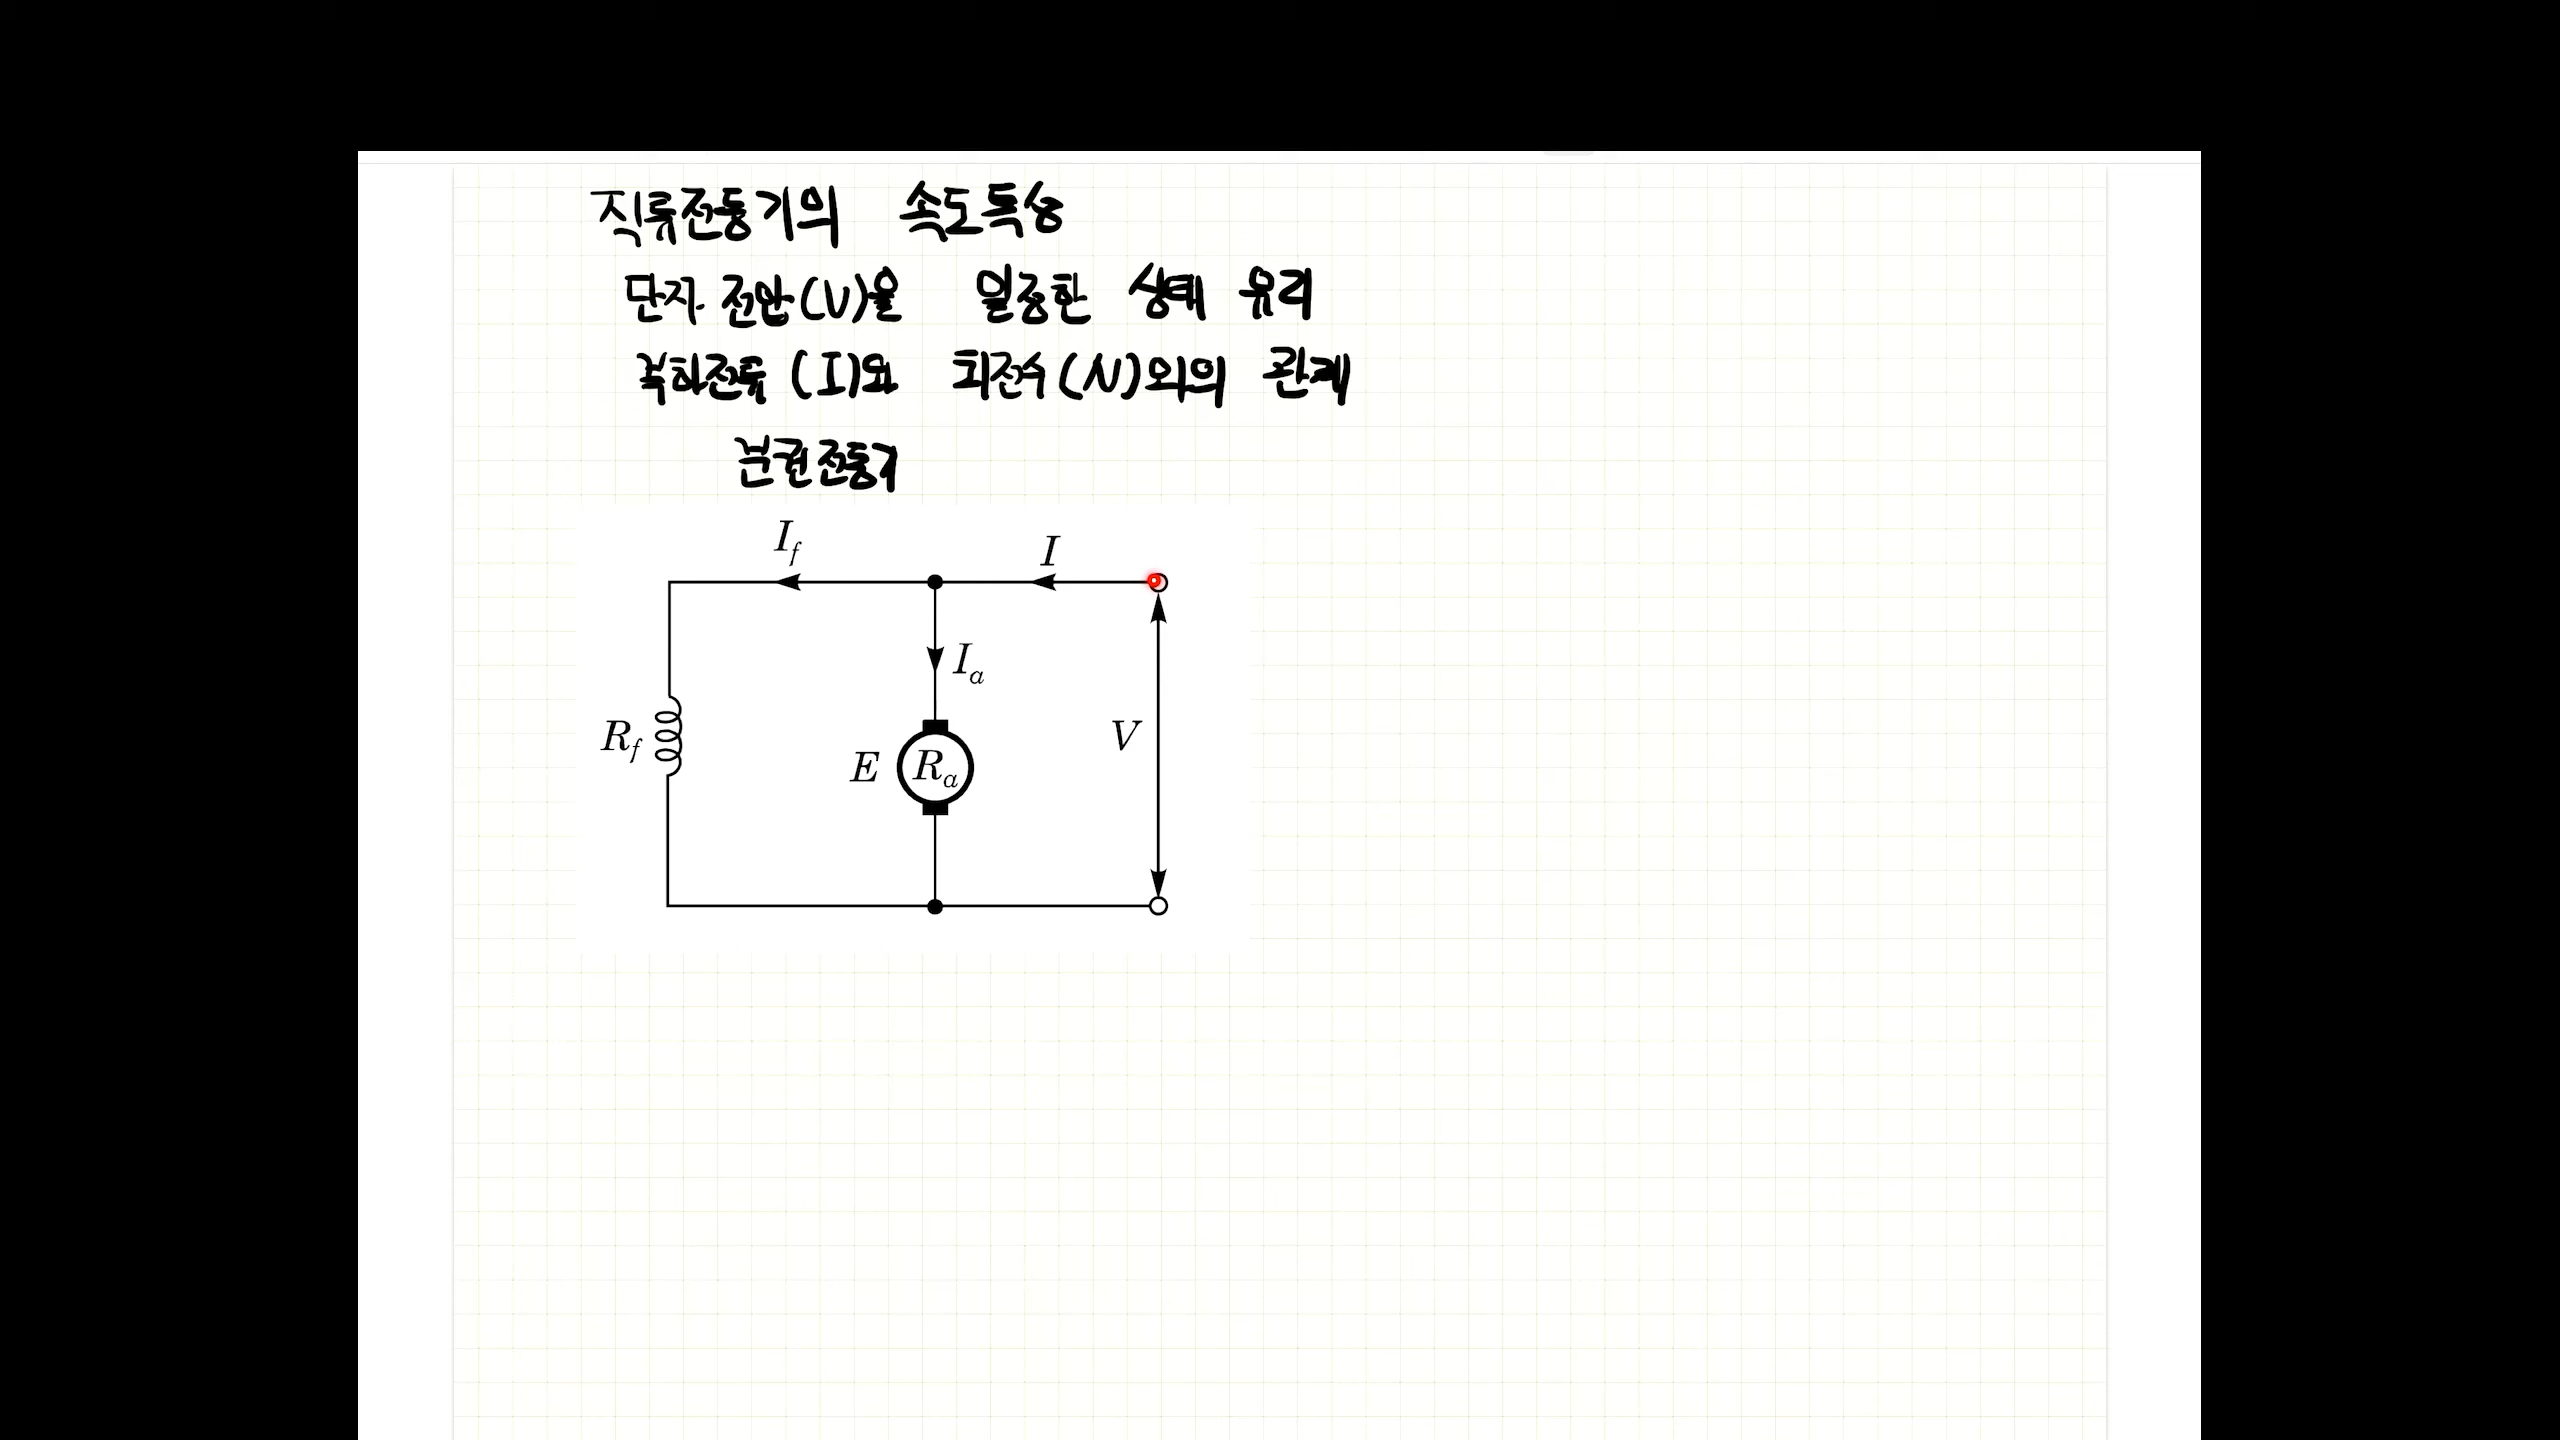 직류전동기의 속도특성
단자 전압(V)을 일정한 상태 유지
부하전류 (I)와 회전수(N)와의 관계
분권전동기
I_f
I
I_a
R_f
E
R_a
V